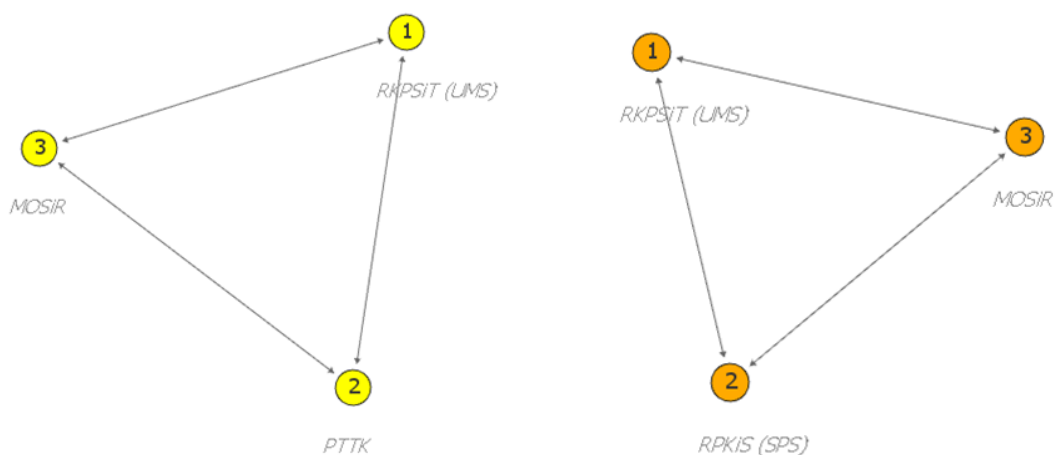 1
RKPSiT (UMS)
3
MOSiR
2
PTTK
1
RKPSiT (UMS)
3
MOSiR
2
RPKiS (SPS)